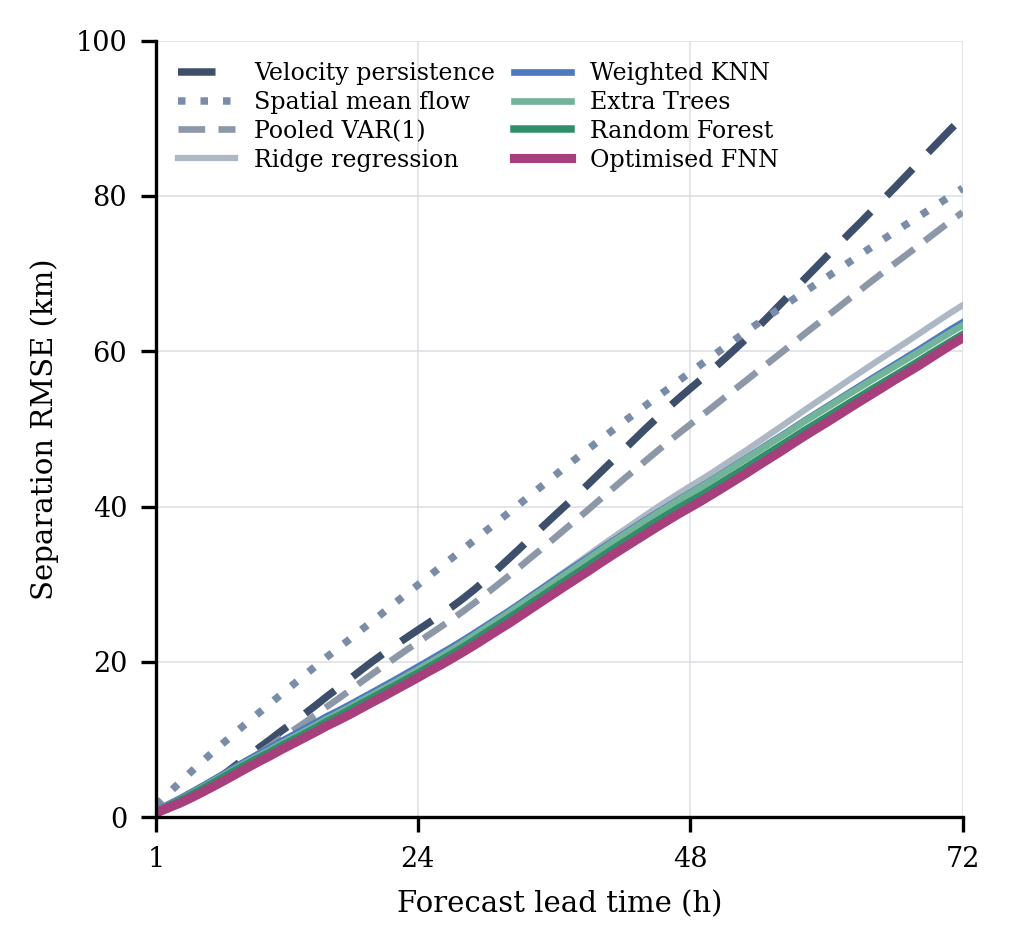 100
80
60
40
20
0
Separation RMSE (km)
Velocity persistence
Spatial mean flow
Pooled VAR(1)
Ridge regression
Weighted KNN
Extra Trees
Random Forest
Optimised FNN
1
24
48
72
Forecast lead time (h)